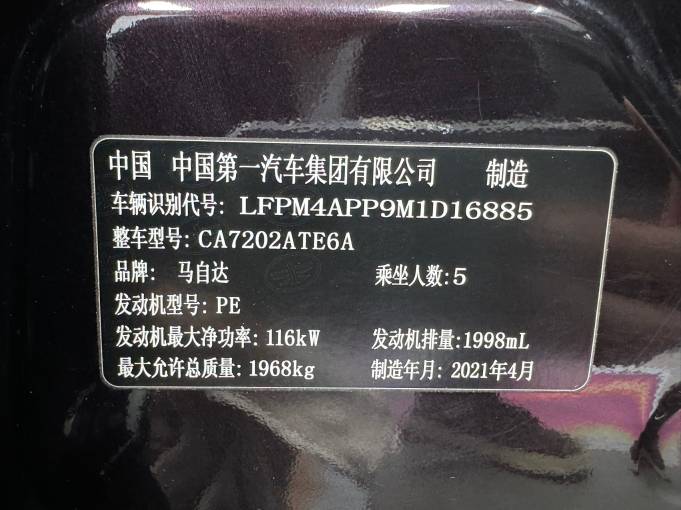 中国 中国第一汽车集团有限公司 制造
车辆识别代号: LFPM4APP9M1D16885
整车型号: CA7202ATE6A
品牌: 马自达 乘坐人数: 5
发动机型号: PE
发动机最大净功率: 116kW 发动机排量: 1998mL
最大允许总质量: 1968kg 制造年月: 2021年4月